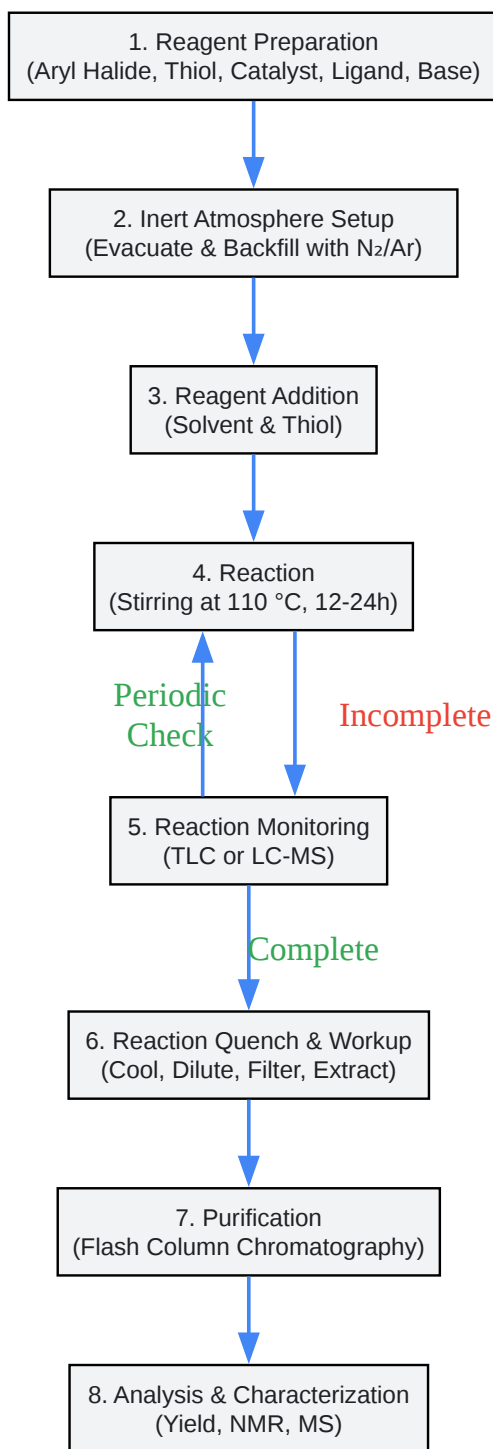 1. Reagent Preparation
(Aryl Halide, Thiol, Catalyst, Ligand, Base)
2. Inert Atmosphere Setup
(Evacuate & Backfill with N₂/Ar)
3. Reagent Addition
(Solvent & Thiol)
4. Reaction
(Stirring at 110 °C, 12-24h)
Periodic
Check
Incomplete
5. Reaction Monitoring
(TLC or LC-MS)
Complete
6. Reaction Quench & Workup
(Cool, Dilute, Filter, Extract)
7. Purification
(Flash Column Chromatography)
8. Analysis & Characterization
(Yield, NMR, MS)